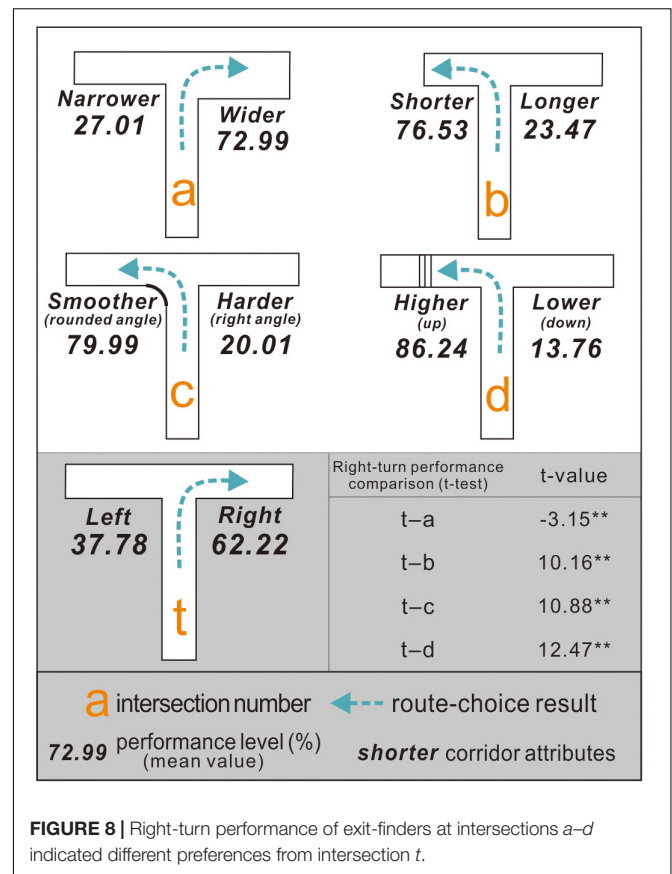 Narrower
27.01
Wider
72.99
a
Shorter
76.53
Longer
23.47
b
Smoother
(rounded angle)
79.99
Harder
(right angle)
20.01
c
Higher
(up)
86.24
Lower
(down)
13.76
d
Left
37.78
Right
62.22
t
Right-turn performance
comparison (t-test)
t-value
t–a
-3.15**
t–b
10.16**
t–c
10.88**
t–d
12.47**
a intersection number
route-choice result
72.99 performance level (%)
(mean value)
shorter corridor attributes
FIGURE 8 | Right-turn performance of exit-finders at intersections a–d
indicated different preferences from intersection t.